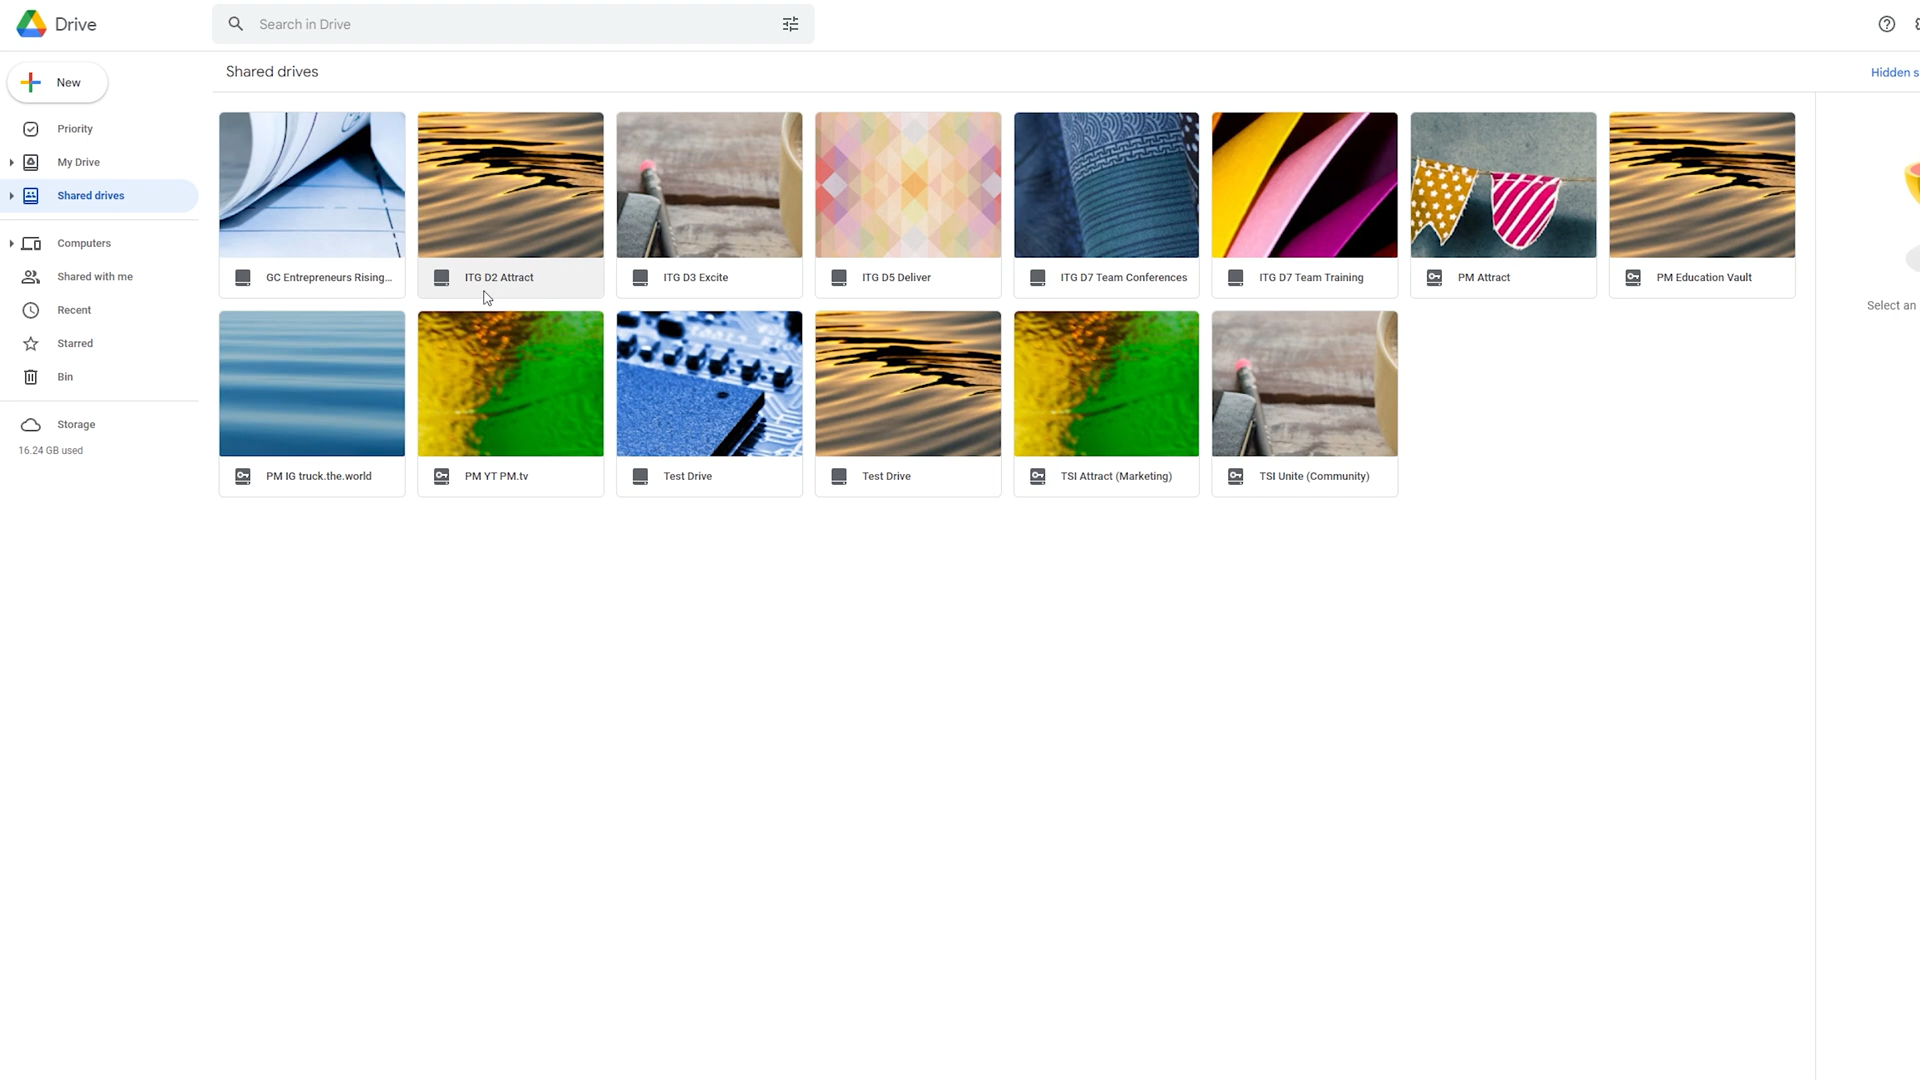 Drive
Search in Drive
New
Shared drives
Hidden s
Priority
My Drive
Shared drives
Computers
Shared with me
Recent
Starred
Bin
Storage
16.24 GB used
GC Entrepreneurs Rising...
ITG D2 Attract
ITG D3 Excite
ITG D5 Deliver
ITG D7 Team Conferences
ITG D7 Team Training
PM Attract
PM Education Vault
Select an
PM IG truck.the.world
PM YT PM.tv
Test Drive
Test Drive
TSI Attract (Marketing)
TSI Unite (Community)